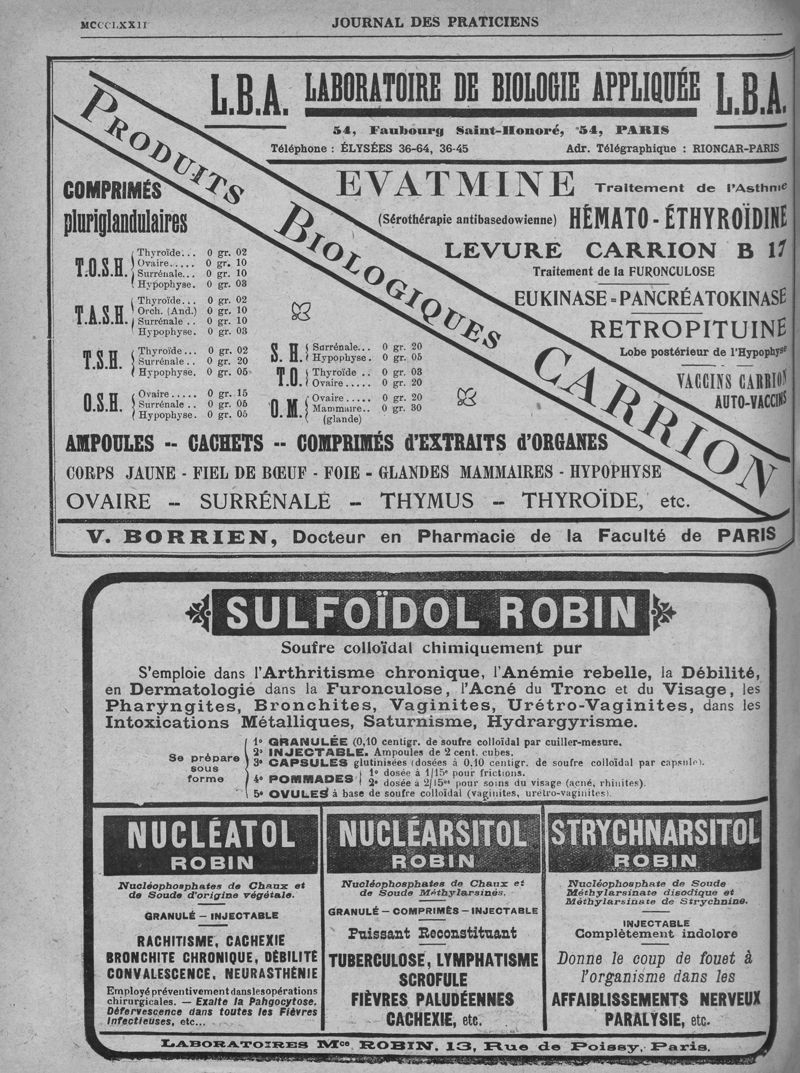 MCCCLXXII
JOURNAL DES PRATICIENS
L.B.A. LABORATOIRE DE BIOLOGIE APPLIQUÉE L.B.A.
54, Faubourg Saint-Honoré, 54, PARIS
Téléphone : ÉLYSÉES 36-64, 36-45 Adr. Télégraphique : RIONCAR-PARIS
PRODUITS BIOLOGIQUES CARRION
EVATMINE Traitement de l'Asthme
(Sérothérapie antibasedowienne) HÉMATO-ÉTHYROÏDINE
LEVURE CARRION B 17
Traitement de la FURONCULOSE
EUKINASE=PANCRÉATOKINASE
RETROPITUINE
Lobe postérieur de l'Hypophyse
VACCINS CARRION
AUTO-VACCINS
COMPRIMÉS
pluriglandulaires
T.O.S.H.
Thyroïde... 0 gr. 02
Ovaire..... 0 gr. 10
Surrénale... 0 gr. 10
Hypophyse. 0 gr. 03
T.A.S.H.
Thyroïde... 0 gr. 02
Orch. (And.) 0 gr. 10
Surrénale .. 0 gr. 10
Hypophyse. 0 gr. 03
T.S.H.
Thyroïde... 0 gr. 02
Surrénale .. 0 gr. 20
Hypophyse. 0 gr. 05
O.S.H.
Ovaire..... 0 gr. 15
Surrénale .. 0 gr. 05
Hypophyse. 0 gr. 05
S.H.
Surrénale... 0 gr. 20
Hypophyse. 0 gr. 05
T.O.
Thyroïde .. 0 gr. 03
Ovaire..... 0 gr. 20
O.M.
Ovaire..... 0 gr. 20
Mammaire.. 0 gr. 30
(glande)
AMPOULES -- CACHETS -- COMPRIMÉS d'EXTRAITS D'ORGANES
CORPS JAUNE - FIEL DE BŒUF - FOIE - GLANDES MAMMAIRES - HYPOPHYSE
OVAIRE -- SURRÉNALE -- THYMUS -- THYROÏDE, etc.
V. BORRIEN, Docteur en Pharmacie de la Faculté de PARIS
SULFOÏDOL ROBIN
Soufre colloïdal chimiquement pur
S'emploie dans l'Arthritisme chronique, l'Anémie rebelle, la Débilité,
en Dermatologie dans la Furonculose, l'Acné du Tronc et du Visage, les
Pharyngites, Bronchites, Vaginites, Urétro-Vaginites, dans les
Intoxications Métalliques, Saturnisme, Hydrargyrisme.
Se prépare
sous
forme
1º GRANULÉE (0,10 centigr. de soufre colloïdal par cuiller-mesure.
2º INJECTABLE. Ampoules de 2 cent. cubes.
3º CAPSULES glutinisées (dosées à 0,10 centigr. de soufre colloïdal par capsule).
4º POMMADES
1º dosée à 1/15e pour frictions.
2º dosée à 2/15es pour soins du visage (acné, rhinites).
5º OVULES à base de soufre colloïdal (vaginites, urétro-vaginites).
NUCLÉATOL
ROBIN
Nucléophosphates de Chaux et
de Soude d'origine végétale.
GRANULÉ — INJECTABLE
RACHITISME, CACHEXIE
BRONCHITE CHRONIQUE, DÉBILITÉ
CONVALESCENCE, NEURASTHÉNIE
Employé préventivement dans les opérations
chirurgicales. — Exalte la Pahgocytose.
Défervescence dans toutes les Fièvres
Infectieuses, etc...
NUCLÉARSITOL
ROBIN
Nucléophosphates de Chaux et
de Soude Méthylarsinés.
GRANULÉ — COMPRIMÉS — INJECTABLE
Puissant Reconstituant
TUBERCULOSE, LYMPHATISME
SCROFULE
FIÈVRES PALUDÉENNES
CACHEXIE, etc.
STRYCHNARSITOL
ROBIN
Nucléophosphate de Soude
Méthylarsinate disodique et
Méthylarsinate de Strychnine.
INJECTABLE
Complètement indolore
Donne le coup de fouet à
l'organisme dans les
AFFAIBLISSEMENTS NERVEUX
PARALYSIE, etc.
LABORATOIRES Mce ROBIN, 13, Rue de Poissy, Paris.